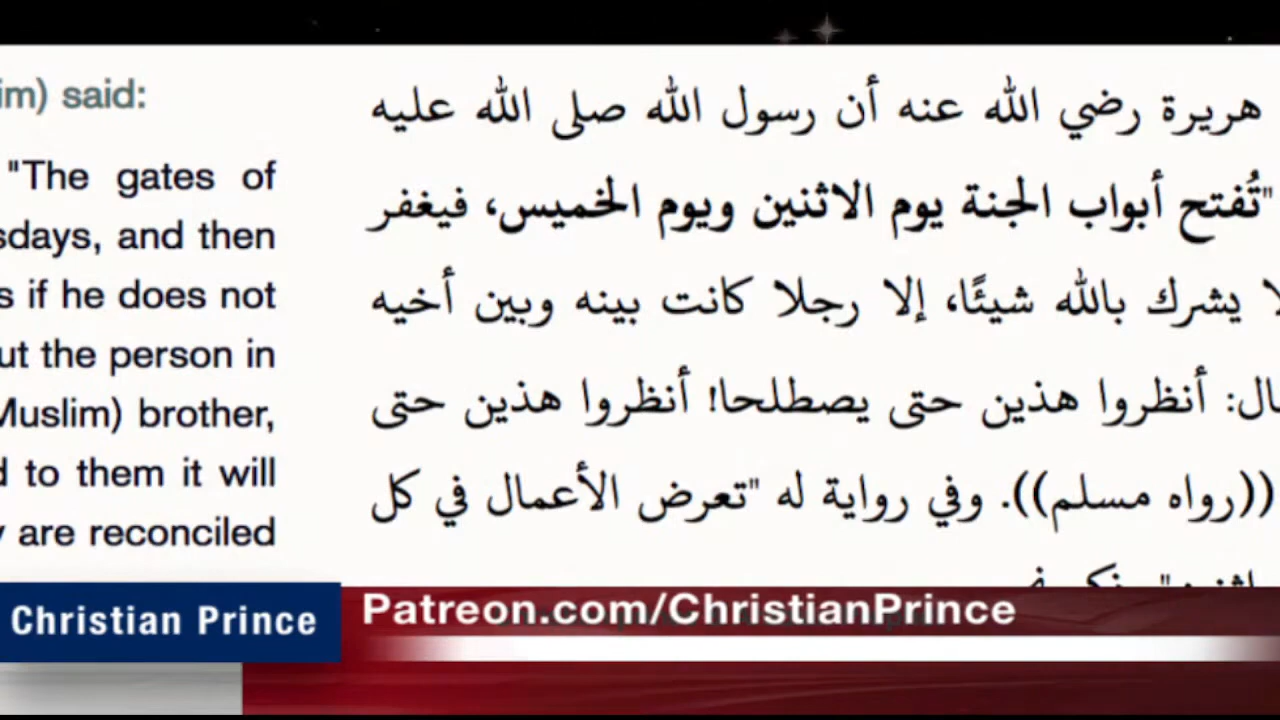 im) said:
"The gates of
sdays, and then
s if he does not
ut the person in
Muslim) brother,
d to them it will
y are reconciled
هريرة رضي الله عنه أن رسول الله صلى الله عليه
"تُفتح أبواب الجنة يوم الاثنين ويوم الخميس، فيغفر
لا يشرك بالله شيئًا، إلا رجلا كانت بينه وبين أخيه
ال: أنظروا هذين حتى يصطلحا! أنظروا هذين حتى
((رواه مسلم)). وفي رواية له "تعرض الأعمال في كل
Christian Prince
Patreon.com/ChristianPrince